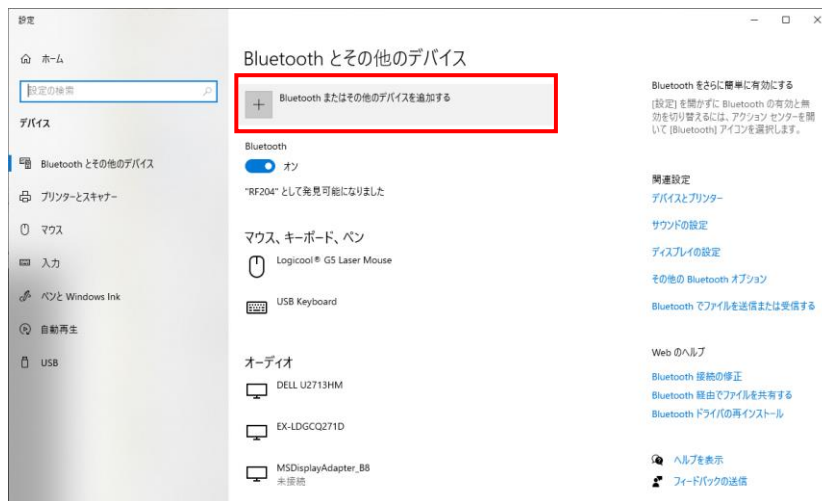 設定
ホーム
設定の検索
デバイス
Bluetooth とその他のデバイス
プリンターとスキャナー
マウス
入力
ペンと Windows Ink
自動再生
USB
Bluetooth とその他のデバイス
Bluetooth またはその他のデバイスを追加する
Bluetooth
オン
"RF204" として発見可能になりました
マウス、キーボード、ペン
Logicool® G5 Laser Mouse
USB Keyboard
オーディオ
DELL U2713HM
EX-LDGCQ271D
MSDisplayAdapter_B8
未接続
Bluetooth をさらに簡単に有効にする
[設定] を開かずに Bluetooth の有効と無
効を切り替えるには、アクション センターを開
いて [Bluetooth] アイコンを選択します。
関連設定
デバイスとプリンター
サウンドの設定
ディスプレイの設定
その他の Bluetooth オプション
Bluetooth でファイルを送信または受信する
Web のヘルプ
Bluetooth 接続の修正
Bluetooth 経由でファイルを共有する
Bluetooth ドライバの再インストール
ヘルプを表示
フィードバックの送信